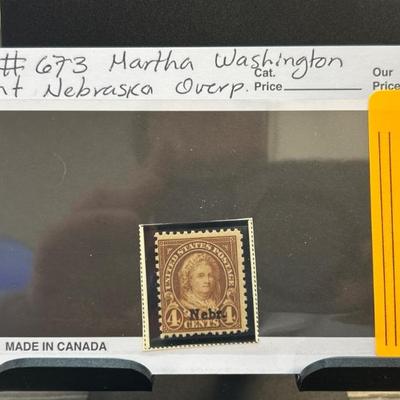 # 673 Martha Washington
nt Nebraska Overp.
Cat.
Price
Our
Price
UNITED STATES POSTAGE
Nebr.
4 CENTS 4
MADE IN CANADA